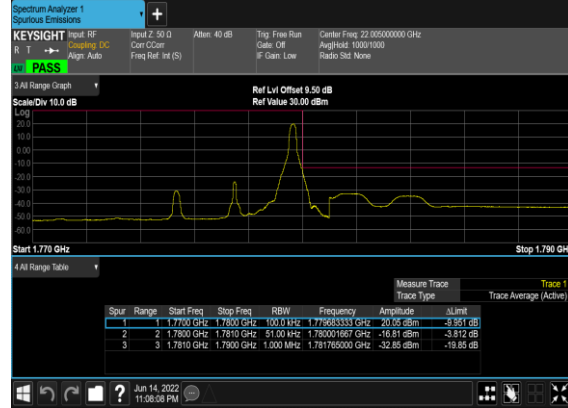 Spectrum Analyzer 1
Spurious Emissions
+
KEYSIGHT Input: RF Input Z: 50 Ω Atten: 40 dB Trig: Free Run Center Freq: 22.005000000 GHz
R T Coupling: DC Corr CCorr Gate: Off Avg|Hold: 1000/1000
Align: Auto Freq Ref: Int (S) IF Gain: Low Radio Std: None
PASS
3 All Range Graph
Ref Lvl Offset 9.50 dB
Scale/Div 10.0 dB Ref Value 30.00 dBm
Log
20.0
10.0
0.00
-10.0
-20.0
-30.0
-40.0
-50.0
-60.0
Start 1.770 GHz Stop 1.790 GH
4 All Range Table
Measure Trace Trace 1
Trace Type Trace Average (Active)
Spur Range Start Freq Stop Freq RBW Frequency Amplitude ΔLimit
1 1 1.7700 GHz 1.7800 GHz 100.0 kHz 1.779683333 GHz 20.05 dBm -9.951 dB
2 2 1.7800 GHz 1.7810 GHz 51.00 kHz 1.780001667 GHz -16.81 dBm -3.812 dB
3 3 1.7810 GHz 1.7900 GHz 1.000 MHz 1.781765000 GHz -32.85 dBm -19.85 dB
? Jun 14, 2022
11:08:08 PM